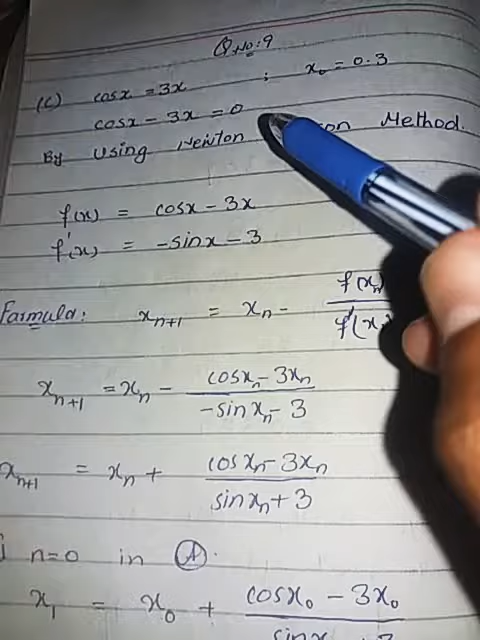 Q No: 9
(C) cosx = 3x ; x₀ = 0.3
cosx - 3x = 0
By Using Newton Method.
f(x) = cosx - 3x
f'(x) = -sinx - 3
Formula: xₙ₊₁ = xₙ - f(xₙ) / f'(x
xₙ₊₁ = xₙ - (cosxₙ - 3xₙ) / (-sinxₙ - 3)
xₙ₊₁ = xₙ + (cosxₙ - 3xₙ) / (sinxₙ + 3)
n=0 in (A).
x₁ = x₀ + (cosx₀ - 3x₀) /